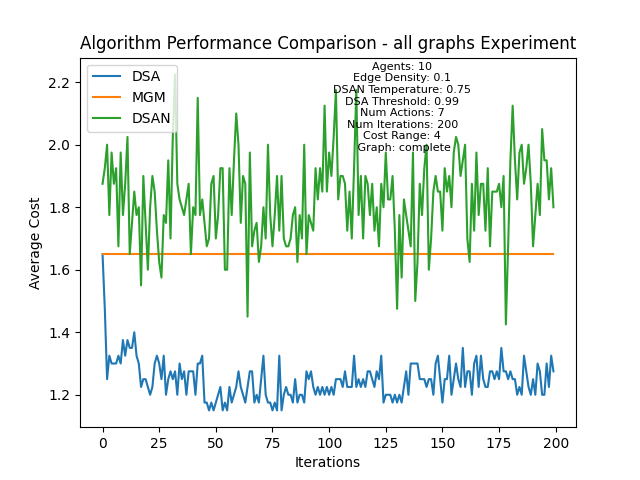 Algorithm Performance Comparison - all graphs Experiment
DSA
MGM
DSAN
Agents: 10
Edge Density: 0.1
DSAN Temperature: 0.75
DSA Threshold: 0.99
Num Actions: 7
Num Iterations: 200
Cost Range: 4
Graph: complete
Average Cost
2.2
2.0
1.8
1.6
1.4
1.2
0
25
50
75
100
125
150
175
200
Iterations